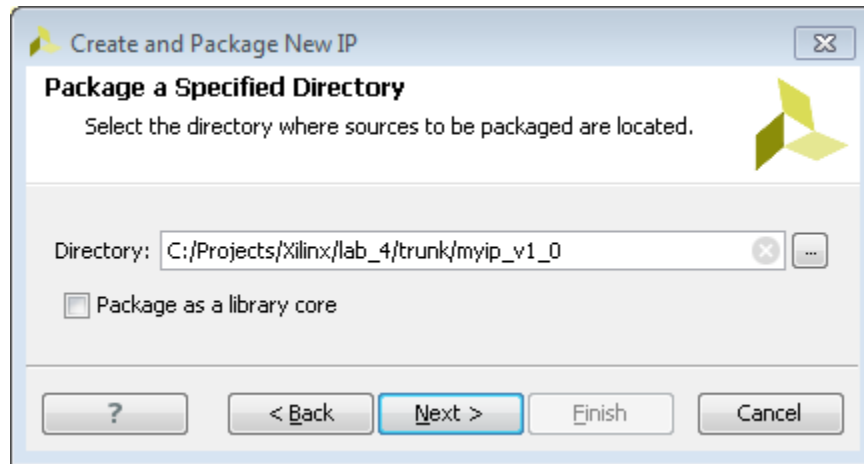 Create and Package New IP
Package a Specified Directory
Select the directory where sources to be packaged are located.
Directory: C:/Projects/Xilinx/lab_4/trunk/myip_v1_0 ...
Package as a library core
? < Back Next > Finish Cancel